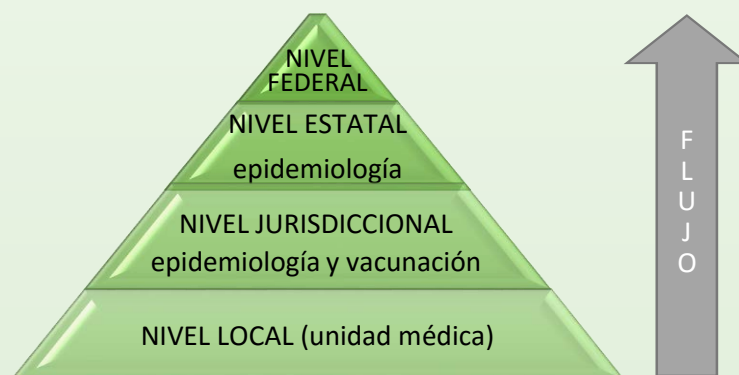 NIVEL
FEDERAL
NIVEL ESTATAL
epidemiología
NIVEL JURISDICCIONAL
epidemiología y vacunación
NIVEL LOCAL (unidad médica)
F
L
U
J
O